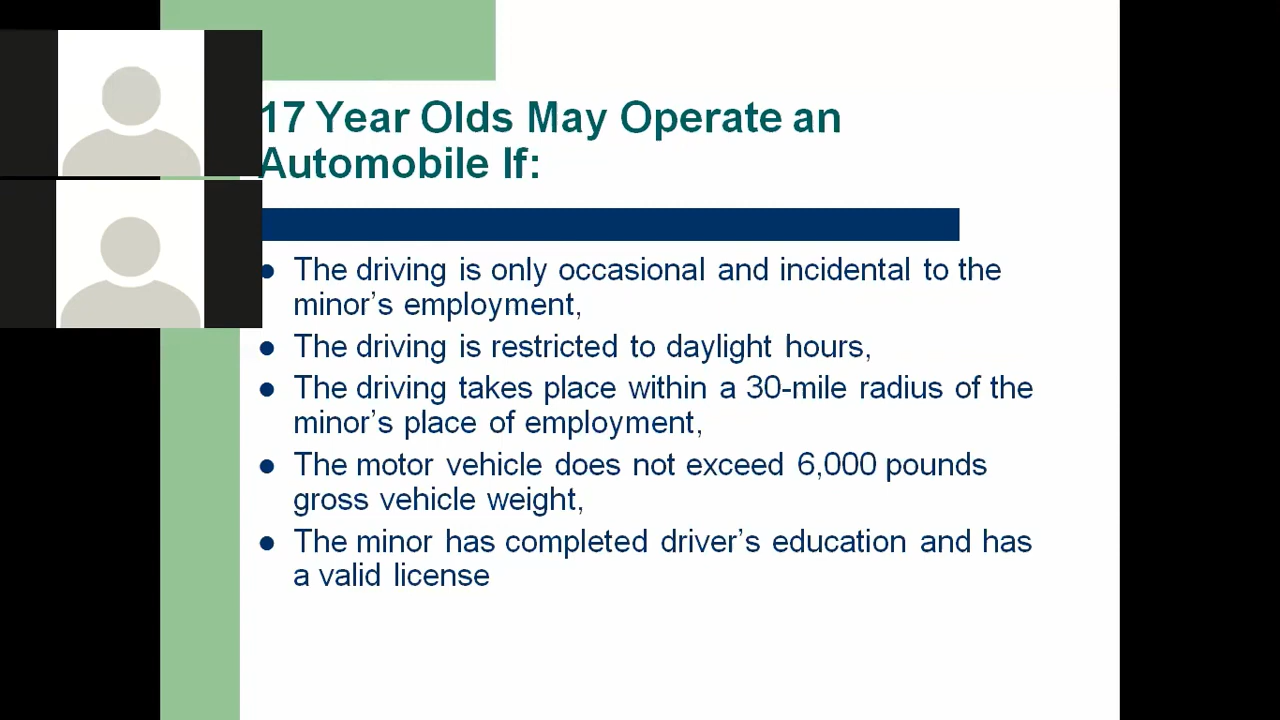 17 Year Olds May Operate an
Automobile If:
● The driving is only occasional and incidental to the
minor's employment,
● The driving is restricted to daylight hours,
● The driving takes place within a 30-mile radius of the
minor's place of employment,
● The motor vehicle does not exceed 6,000 pounds
gross vehicle weight,
● The minor has completed driver's education and has
a valid license